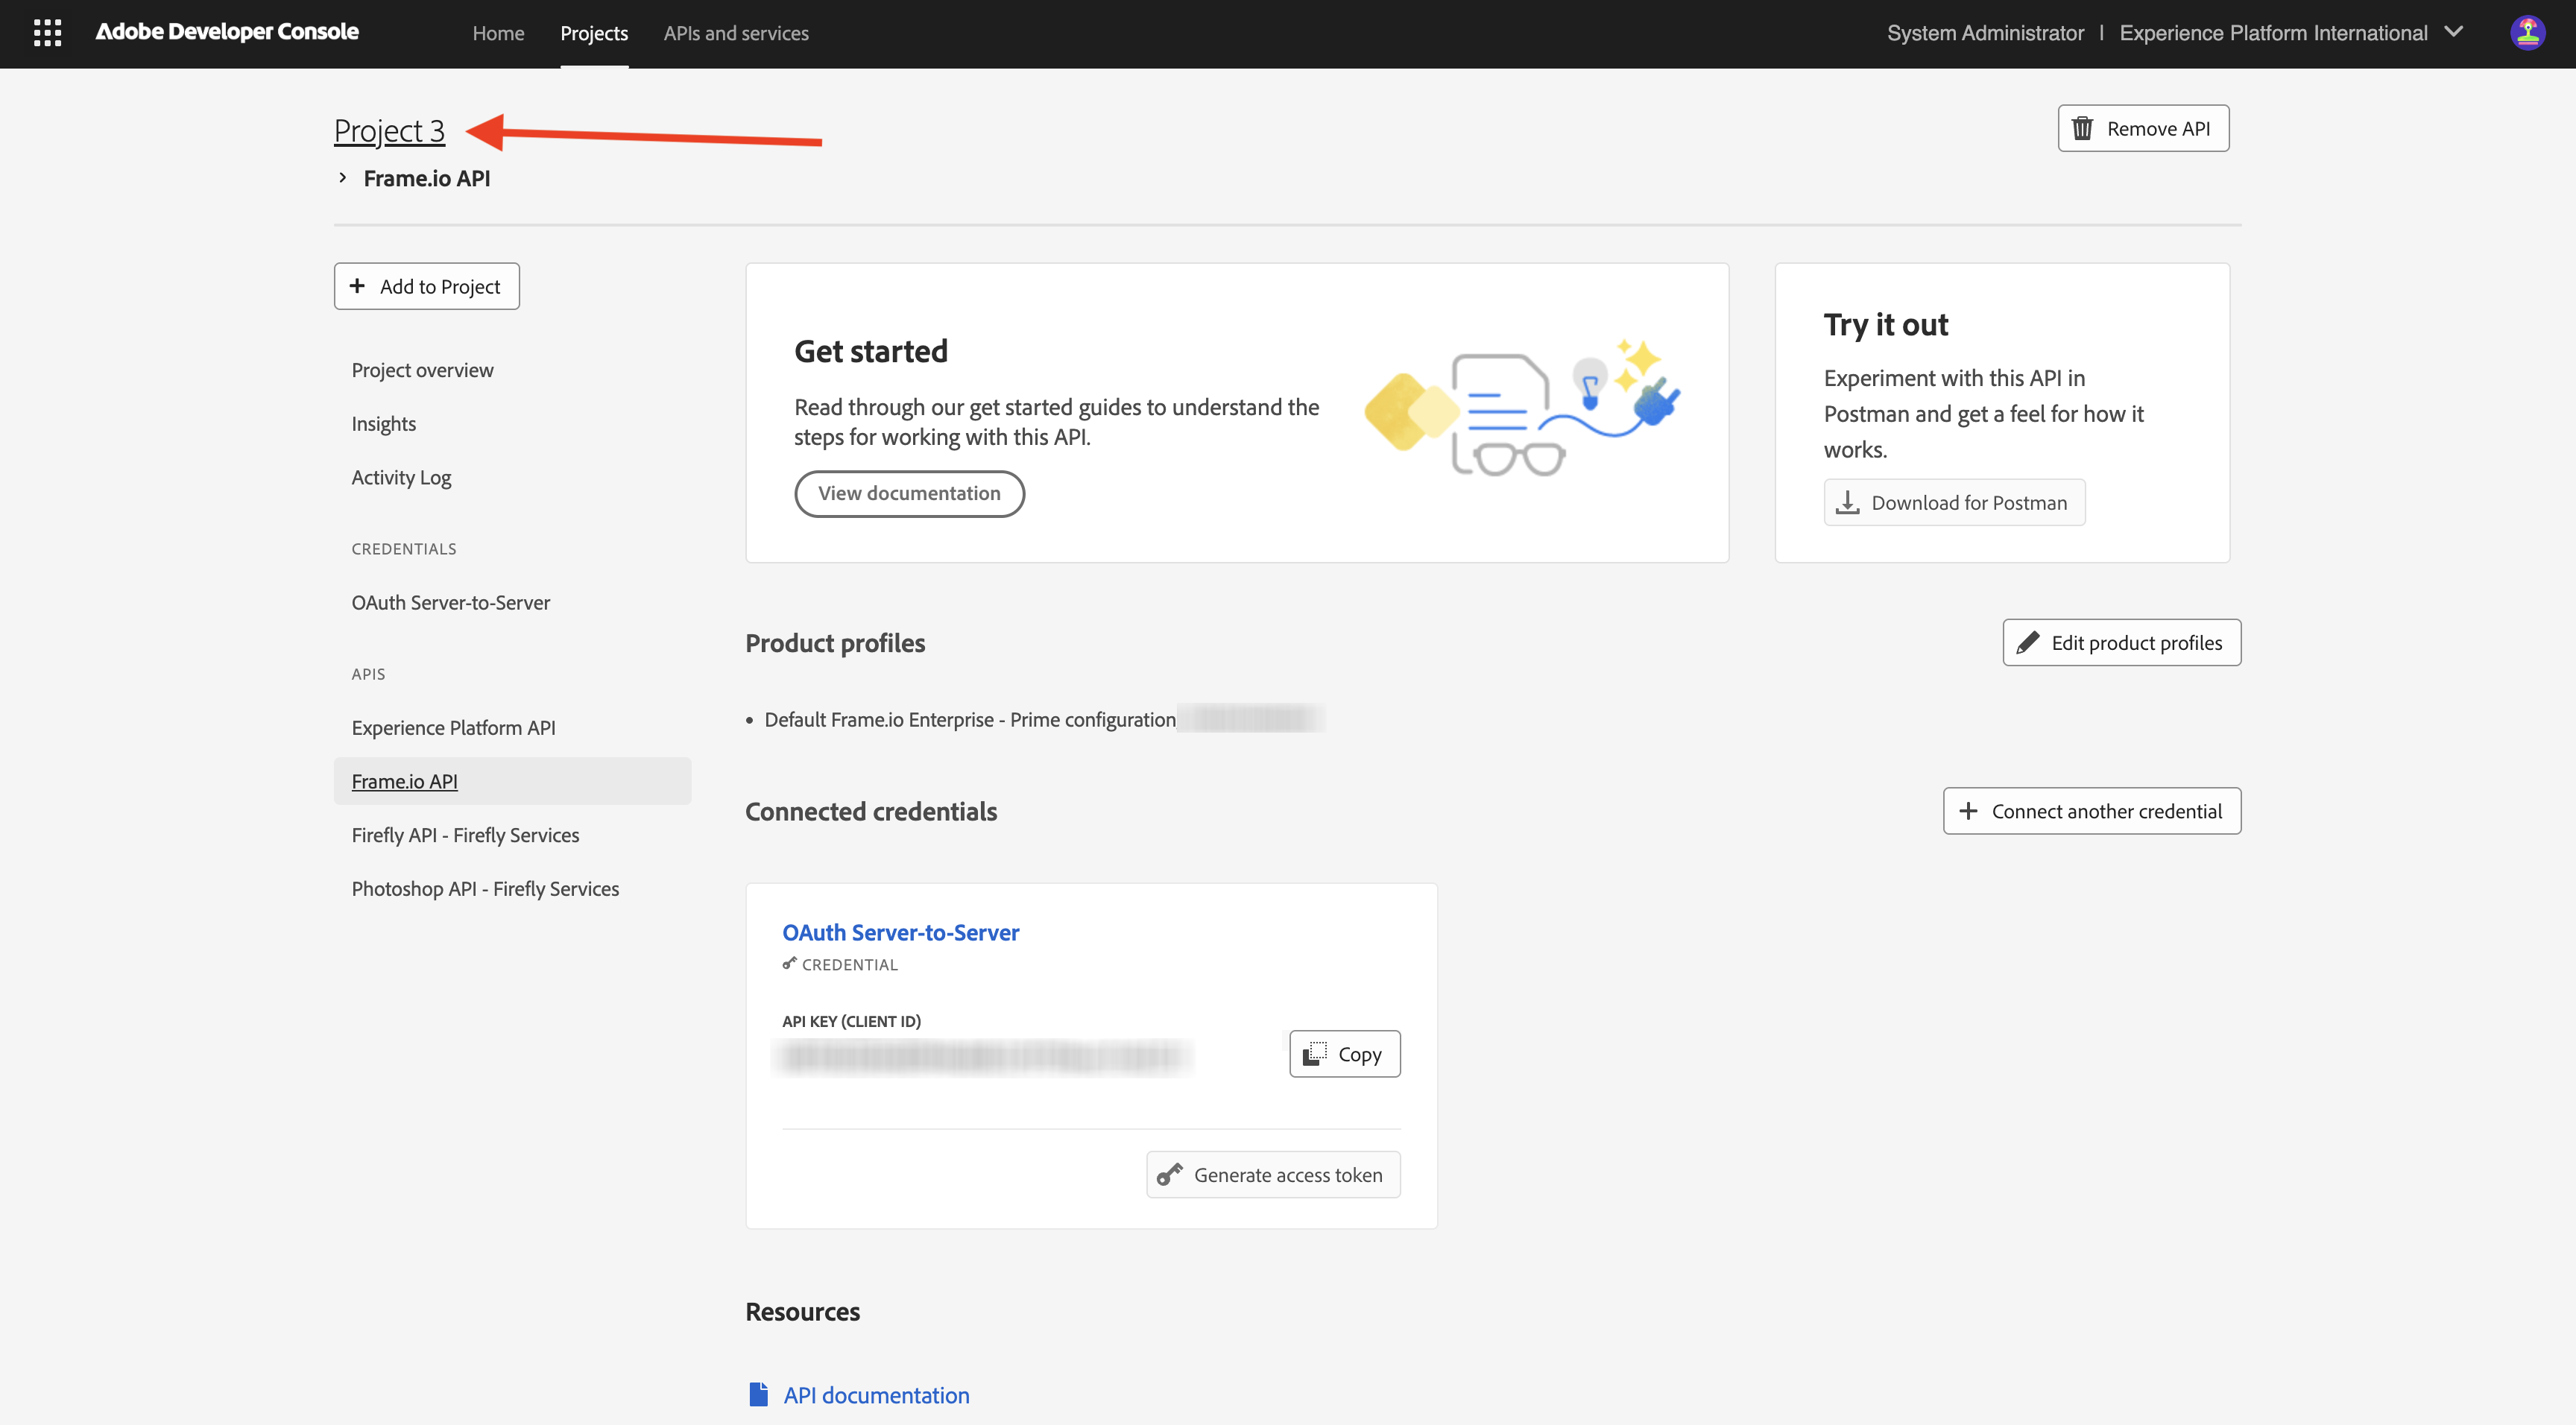 Adobe Developer Console
Home
Projects
APIs and services
System Administrator | Experience Platform International
Project 3
Remove API
Frame.io API
Add to Project
Project overview
Insights
Activity Log
CREDENTIALS
OAuth Server-to-Server
APIS
Experience Platform API
Frame.io API
Firefly API - Firefly Services
Photoshop API - Firefly Services
Get started
Read through our get started guides to understand the
steps for working with this API.
View documentation
Try it out
Experiment with this API in
Postman and get a feel for how it
works.
Download for Postman
Product profiles
Edit product profiles
• Default Frame.io Enterprise - Prime configuration
Connected credentials
Connect another credential
OAuth Server-to-Server
CREDENTIAL
API KEY (CLIENT ID)
Copy
Generate access token
Resources
API documentation